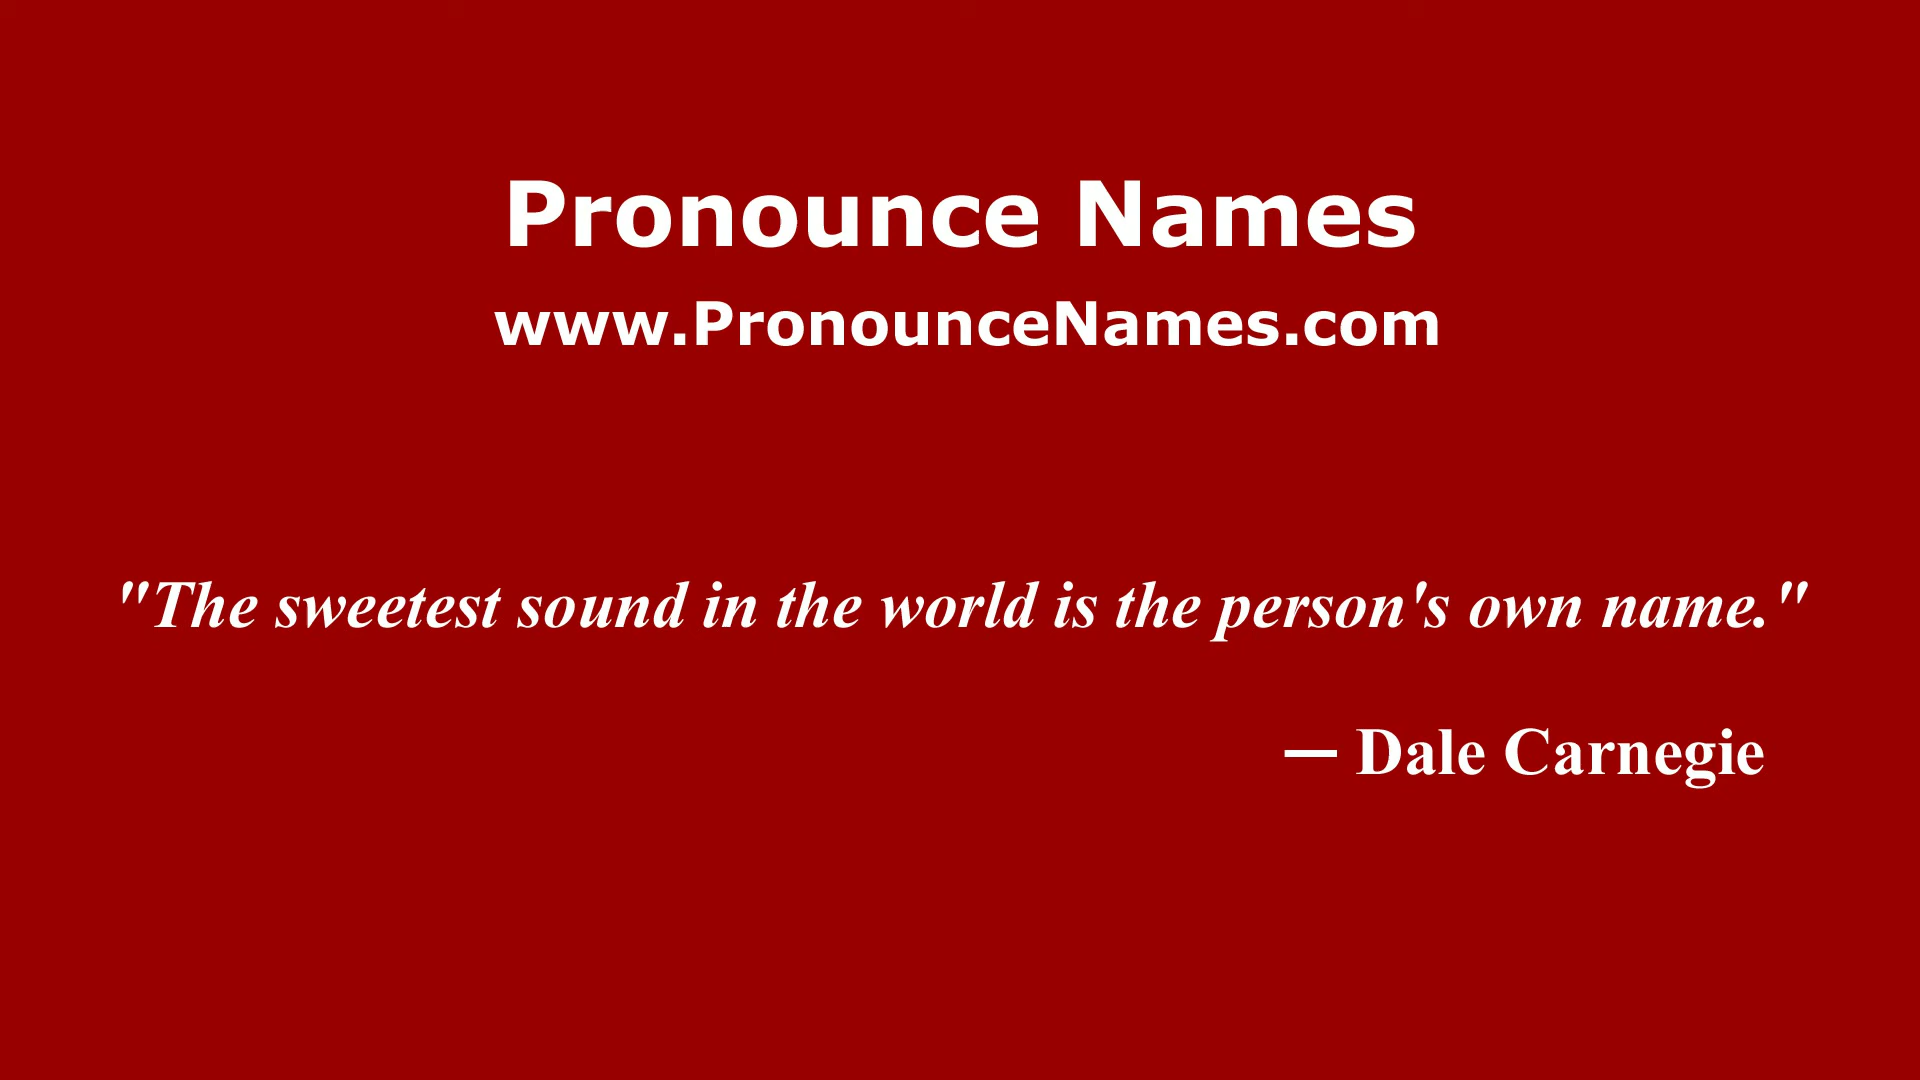 Pronounce Names
www.PronounceNames.com
"The sweetest sound in the world is the person's own name."
— Dale Carnegie